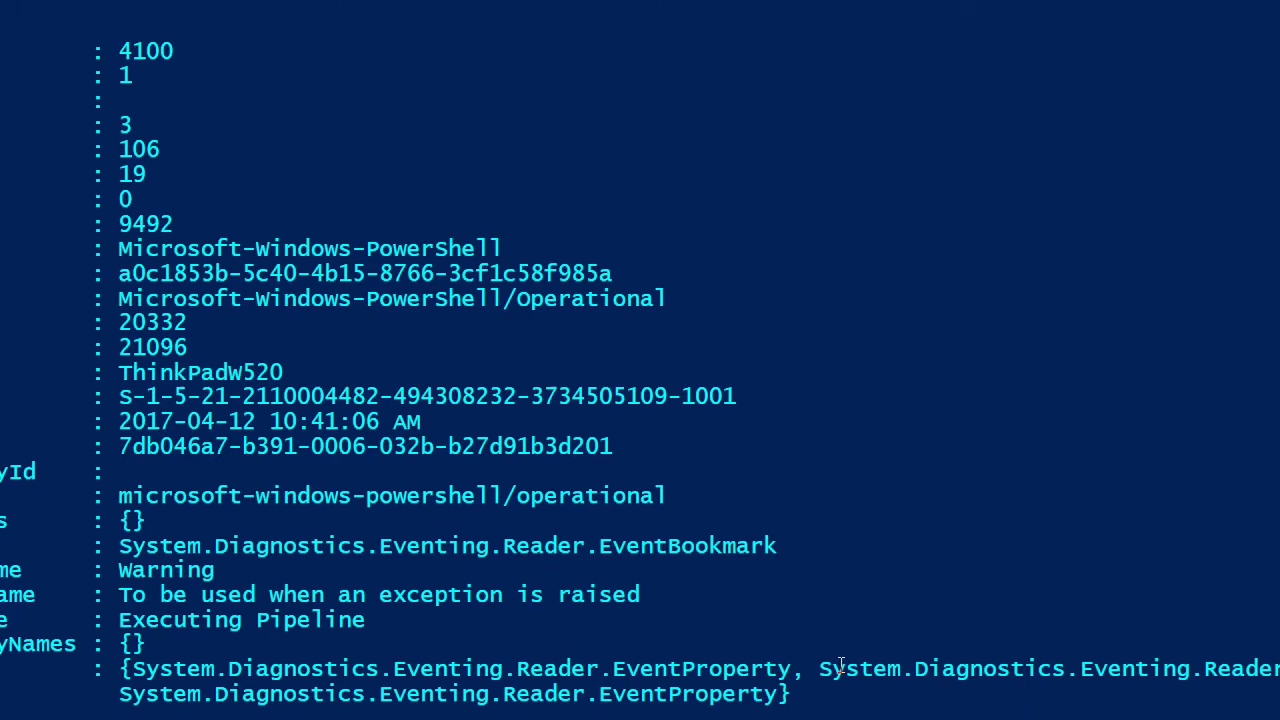 : 4100
: 1
:
: 3
: 106
: 19
: 0
: 9492
: Microsoft-Windows-PowerShell
: a0c1853b-5c40-4b15-8766-3cf1c58f985a
: Microsoft-Windows-PowerShell/Operational
: 20332
: 21096
: ThinkPadW520
: S-1-5-21-2110004482-494308232-3734505109-1001
: 2017-04-12 10:41:06 AM
: 7db046a7-b391-0006-032b-b27d91b3d201
yId :
: microsoft-windows-powershell/operational
s : {}
: System.Diagnostics.Eventing.Reader.EventBookmark
me : Warning
ame : To be used when an exception is raised
e : Executing Pipeline
yNames : {}
: {System.Diagnostics.Eventing.Reader.EventProperty, System.Diagnostics.Eventing.Reader
System.Diagnostics.Eventing.Reader.EventProperty}